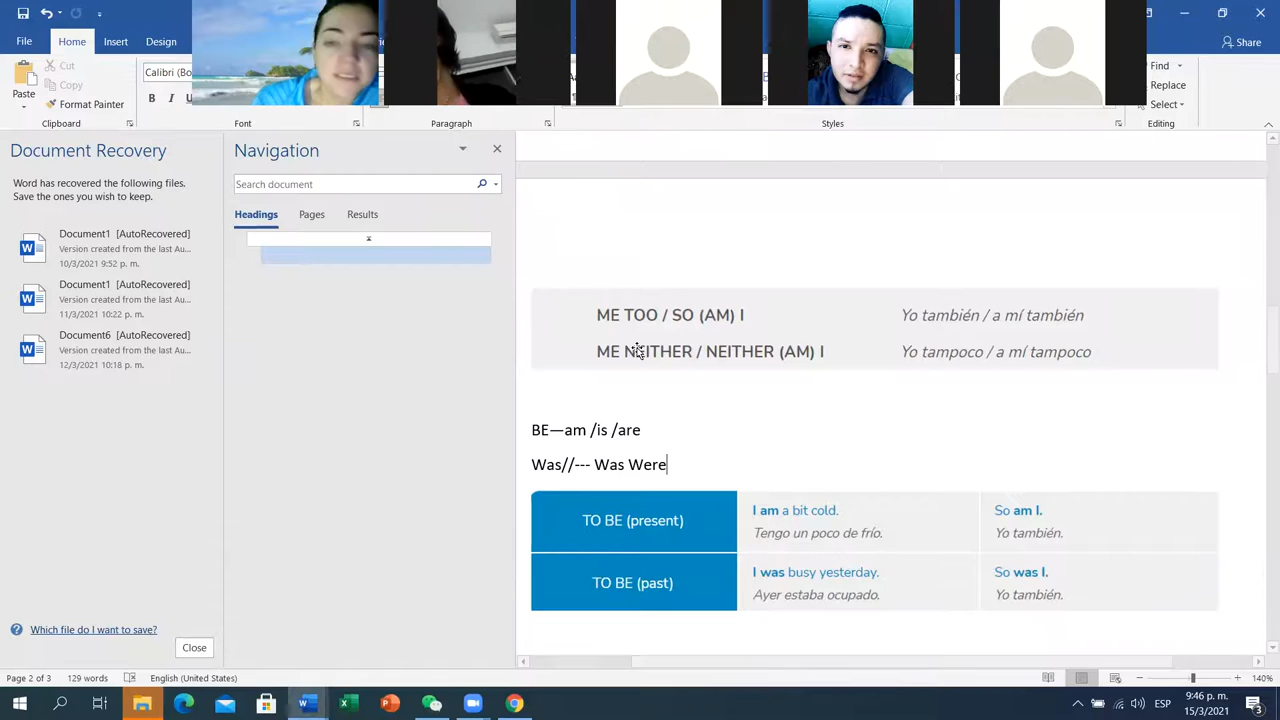 File
Home
Insert
Design
Share
Cut
Copy
Paste
Format Painter
Calibri (Bo
B I U
Replace
Select
Clipboard
Font
Paragraph
Styles
Editing
Document Recovery
Word has recovered the following files.
Save the ones you wish to keep.
Document1 [AutoRecovered]
Version created from the last Au...
10/3/2021 9:52 p. m.
Document1 [AutoRecovered]
Version created from the last Au...
11/3/2021 10:22 p. m.
Document6 [AutoRecovered]
Version created from the last Au...
12/3/2021 10:18 p. m.
Which file do I want to save?
Close
Navigation
Search document
Headings Pages Results
ME TOO / SO (AM) I Yo también / a mí también
ME NEITHER / NEITHER (AM) I Yo tampoco / a mí tampoco
BE—am /is /are
Was//--- Was Were
TO BE (present) I am a bit cold. So am I.
Tengo un poco de frío. Yo también.
TO BE (past) I was busy yesterday. So was I.
Ayer estaba ocupado. Yo también.
Page 2 of 3 129 words English (United States) 140%
ESP
9:46 p. m.
15/3/2021
3